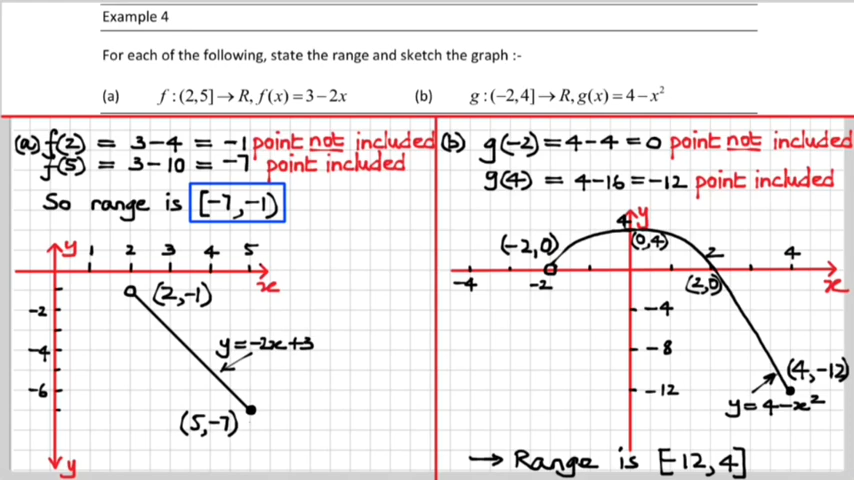 Example 4
For each of the following, state the range and sketch the graph :-
(a) f : (2,5] → R, f(x) = 3 − 2x (b) g : (−2,4] → R, g(x) = 4 − x²
(a) f(2) = 3 − 4 = −1 point not included
f(5) = 3 − 10 = −7 point included
So range is [−7, −1)
y
1 2 3 4 5
x
−2
−4
−6
(2, −1)
y = −2x + 3
(5, −7)
y
(b) g(−2) = 4 − 4 = 0 point not included
g(4) = 4 − 16 = −12 point included
4 y
(−2, 0) (0, 4)
−4 −2 2 4
x
(2, 0)
−4
−8
−12
(4, −12)
y = 4 − x²
→ Range is [−12, 4]